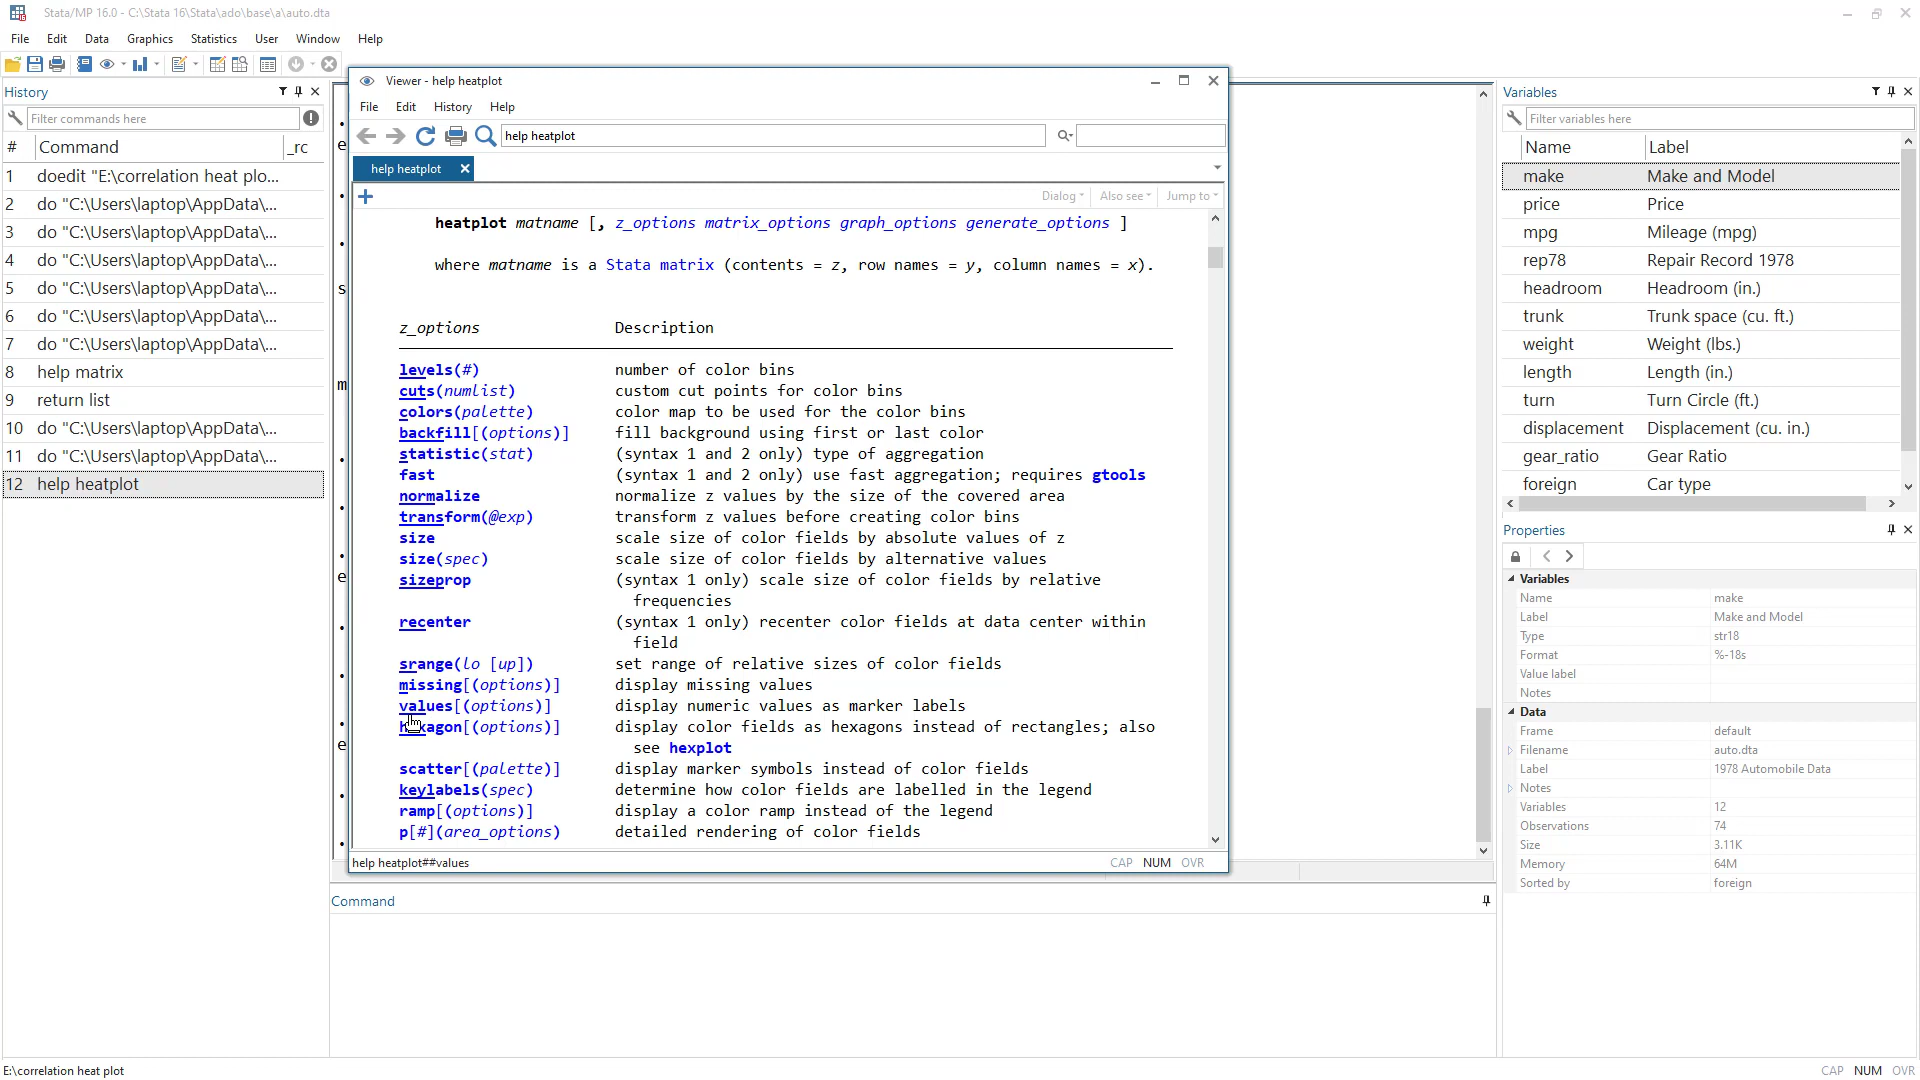 Stata/MP 16.0 - C:\Stata 16\Stata\ado\base\a\auto.dta
File Edit Data Graphics Statistics User Window Help
History
Filter commands here
# Command _rc
1 doedit "E:\correlation heat plo...
2 do "C:\Users\laptop\AppData\...
3 do "C:\Users\laptop\AppData\...
4 do "C:\Users\laptop\AppData\...
5 do "C:\Users\laptop\AppData\...
6 do "C:\Users\laptop\AppData\...
7 do "C:\Users\laptop\AppData\...
8 help matrix
9 return list
10 do "C:\Users\laptop\AppData\...
11 do "C:\Users\laptop\AppData\...
12 help heatplot
Viewer - help heatplot
File Edit History Help
help heatplot
help heatplot
Dialog Also see Jump to
heatplot matname [, z_options matrix_options graph_options generate_options ]
where matname is a Stata matrix (contents = z, row names = y, column names = x).
z_options Description
levels(#) number of color bins
cuts(numlist) custom cut points for color bins
colors(palette) color map to be used for the color bins
backfill[(options)] fill background using first or last color
statistic(stat) (syntax 1 and 2 only) type of aggregation
fast (syntax 1 and 2 only) use fast aggregation; requires gtools
normalize normalize z values by the size of the covered area
transform(@exp) transform z values before creating color bins
size scale size of color fields by absolute values of z
size(spec) scale size of color fields by alternative values
sizeprop (syntax 1 only) scale size of color fields by relative
frequencies
recenter (syntax 1 only) recenter color fields at data center within
field
srange(lo [up]) set range of relative sizes of color fields
missing[(options)] display missing values
values[(options)] display numeric values as marker labels
hexagon[(options)] display color fields as hexagons instead of rectangles; also
see hexplot
scatter[(palette)] display marker symbols instead of color fields
keylabels(spec) determine how color fields are labelled in the legend
ramp[(options)] display a color ramp instead of the legend
p[#](area_options) detailed rendering of color fields
help heatplot##values
CAP NUM OVR
Command
Variables
Filter variables here
Name Label
make Make and Model
price Price
mpg Mileage (mpg)
rep78 Repair Record 1978
headroom Headroom (in.)
trunk Trunk space (cu. ft.)
weight Weight (lbs.)
length Length (in.)
turn Turn Circle (ft.)
displacement Displacement (cu. in.)
gear_ratio Gear Ratio
foreign Car type
Properties
Variables
Name make
Label Make and Model
Type str18
Format %-18s
Value label
Notes
Data
Frame default
Filename auto.dta
Label 1978 Automobile Data
Notes
Variables 12
Observations 74
Size 3.11K
Memory 64M
Sorted by foreign
E:\correlation heat plot
CAP NUM OVR